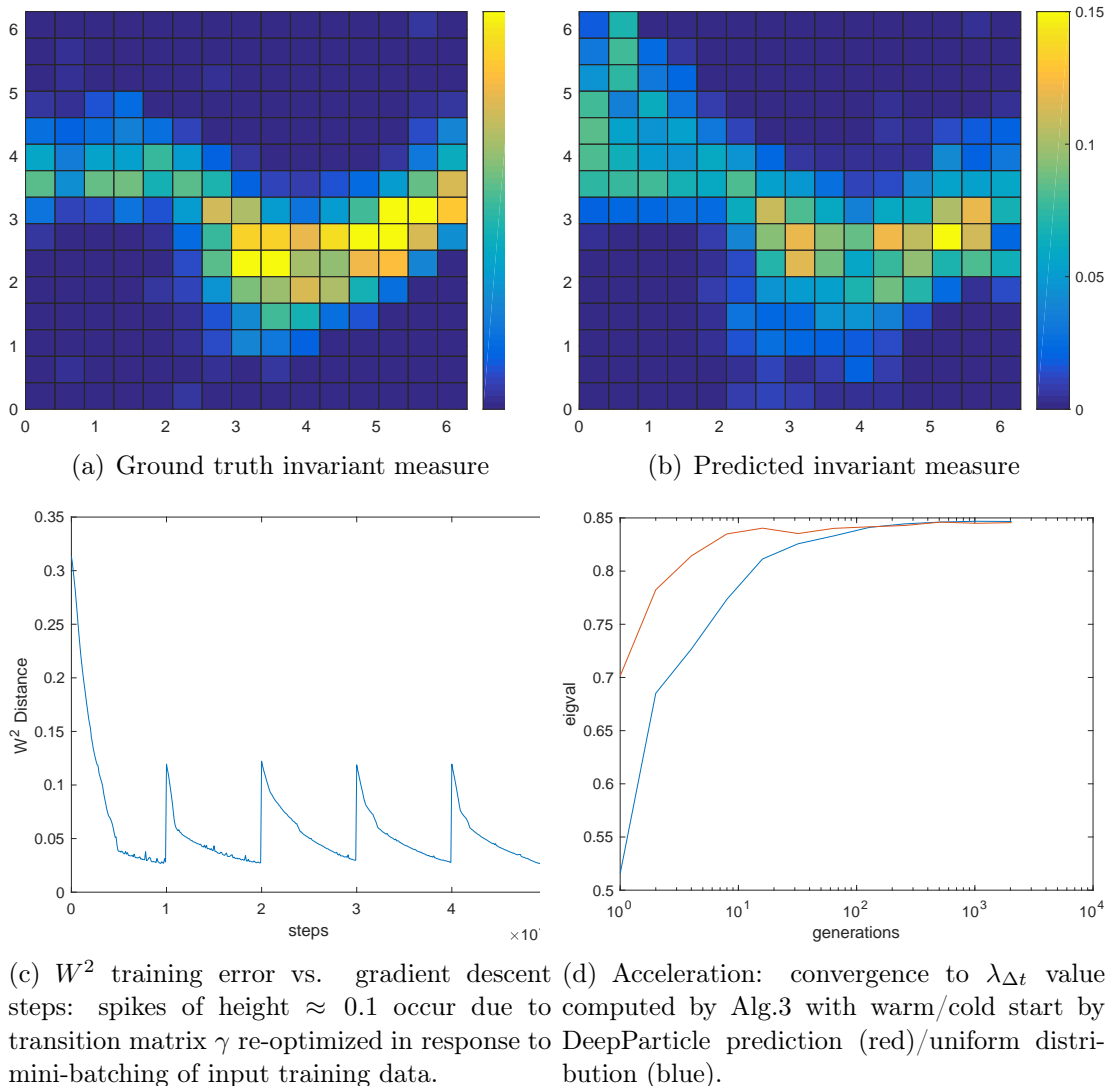 6
5
4
3
2
1
0
0 1 2 3 4 5 6
(a) Ground truth invariant measure
6
5
4
3
2
1
0
0 1 2 3 4 5 6
0.15
0.1
0.05
0
(b) Predicted invariant measure
0.35
0.3
0.25
0.2
0.15
0.1
0.05
0
W² Distance
0 1 2 3 4
steps
×10
(c) W² training error vs. gradient descent
steps: spikes of height ≈ 0.1 occur due to
transition matrix γ re-optimized in response to
mini-batching of input training data.
0.85
0.8
0.75
0.7
0.65
0.6
0.55
0.5
eigval
10⁰ 10¹ 10² 10³ 10⁴
generations
(d) Acceleration: convergence to λ_Δt value
computed by Alg.3 with warm/cold start by
DeepParticle prediction (red)/uniform distri-
bution (blue).